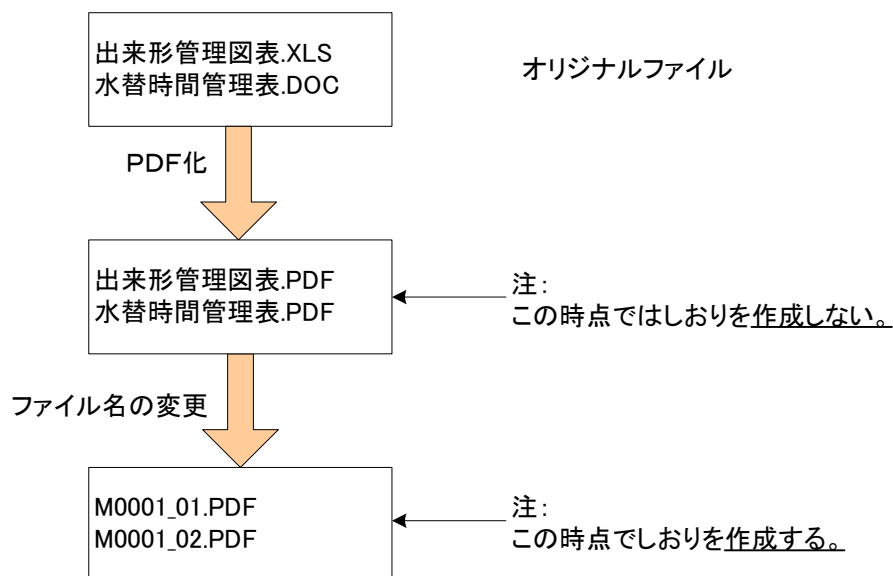 出来形管理図表.XLS
水替時間管理表.DOC
オリジナルファイル
PDF化
出来形管理図表.PDF
水替時間管理表.PDF
注：
この時点ではしおりを作成しない。
ファイル名の変更
M0001_01.PDF
M0001_02.PDF
注：
この時点でしおりを作成する。